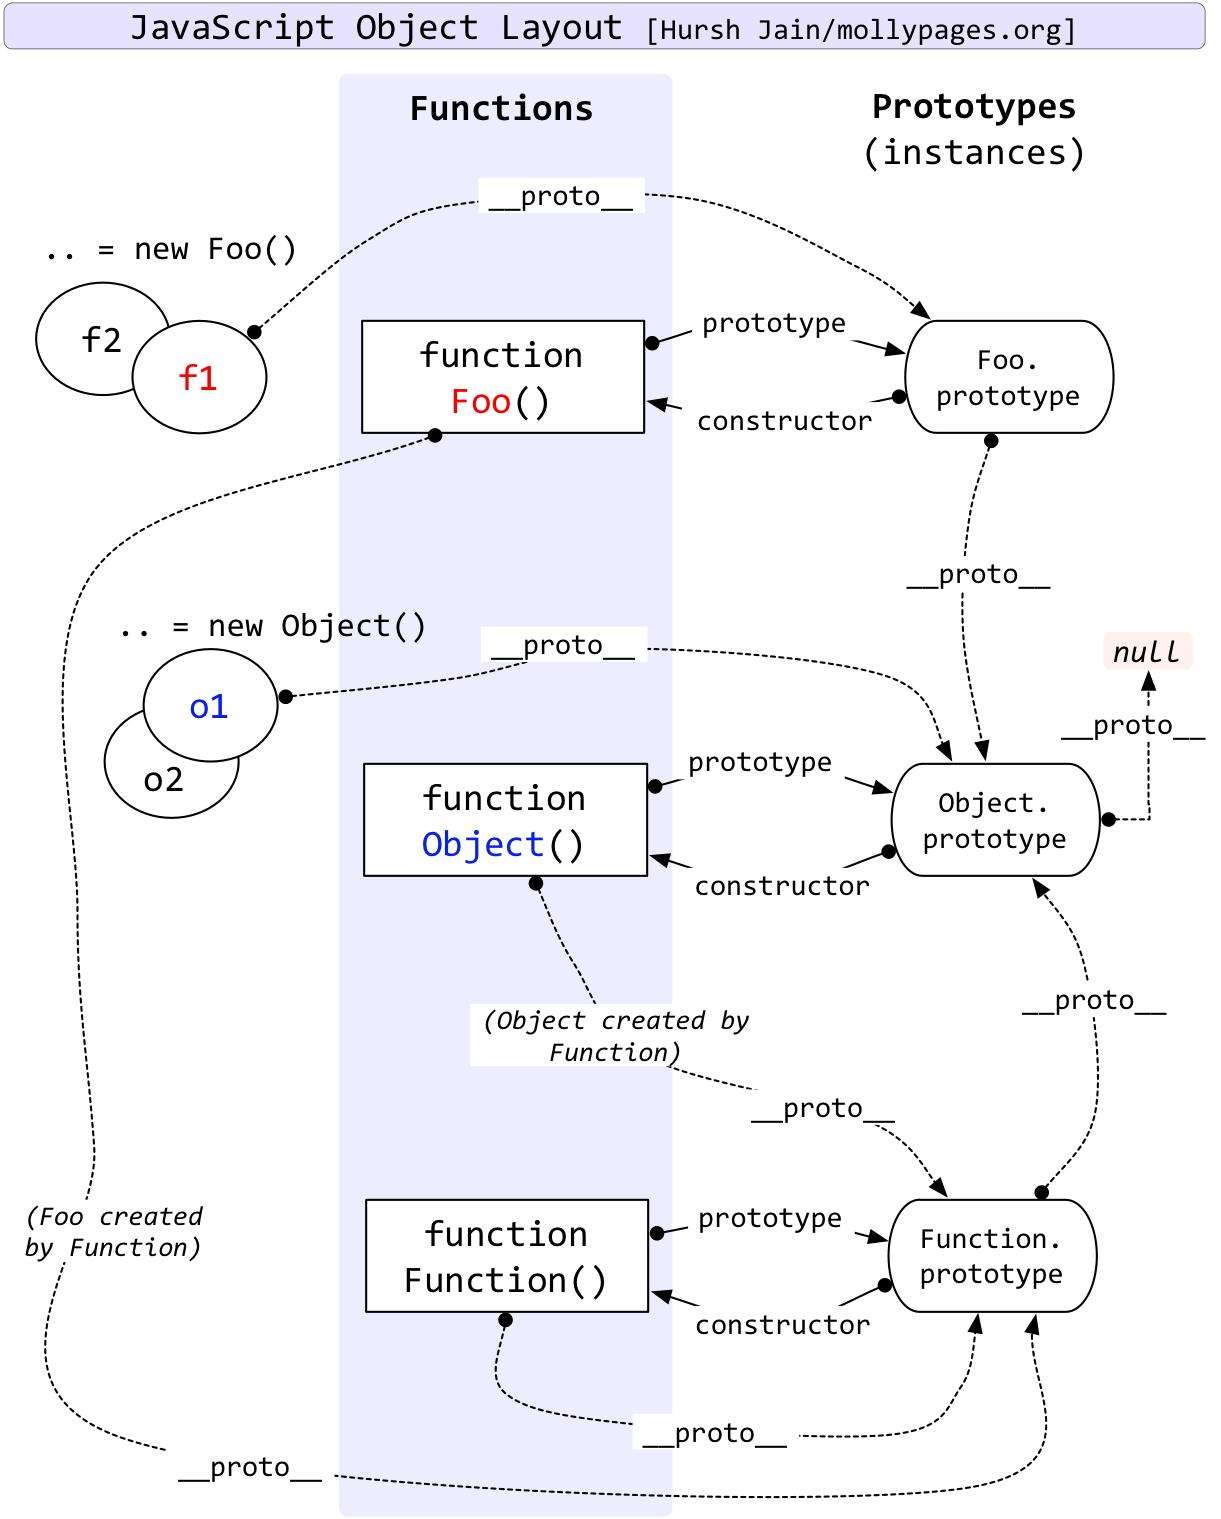 JavaScript Object Layout [Hursh Jain/mollypages.org]
Functions
Prototypes
(instances)
__proto__
.. = new Foo()
f2
f1
function
Foo()
prototype
constructor
Foo.
prototype
__proto__
.. = new Object()
__proto__
null
__proto__
o1
o2
function
Object()
prototype
constructor
Object.
prototype
__proto__
(Object created by
Function)
__proto__
(Foo created
by Function)
function
Function()
prototype
constructor
Function.
prototype
__proto__
__proto__